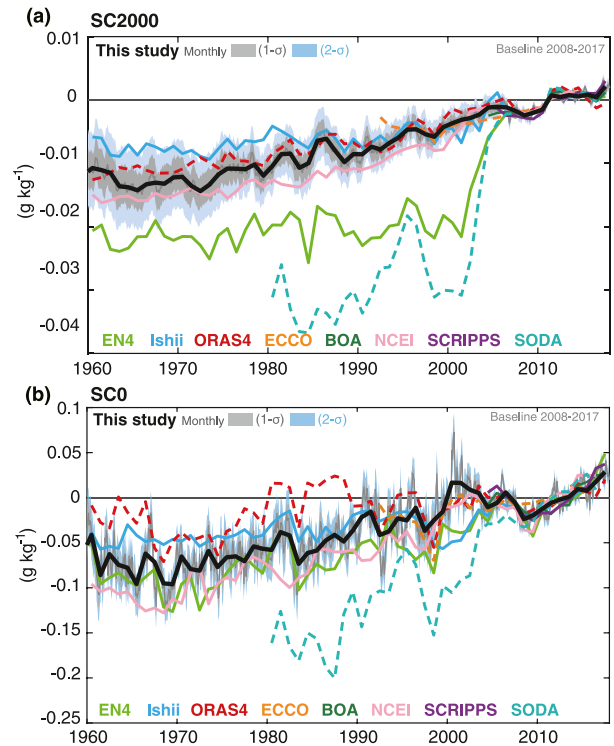 (a) SC2000
0.01
This study Monthly (1-σ) (2-σ) Baseline 2008-2017
0
-0.01
-0.02
-0.03
-0.04
(g kg⁻¹)
EN4 Ishii ORAS4 ECCO BOA NCEI SCRIPPS SODA
1960 1970 1980 1990 2000 2010
(b) SC0
0.1
This study Monthly (1-σ) (2-σ) Baseline 2008-2017
0.05
0
-0.05
-0.1
-0.15
-0.2
-0.25
(g kg⁻¹)
EN4 Ishii ORAS4 ECCO BOA NCEI SCRIPPS SODA
1960 1970 1980 1990 2000 2010